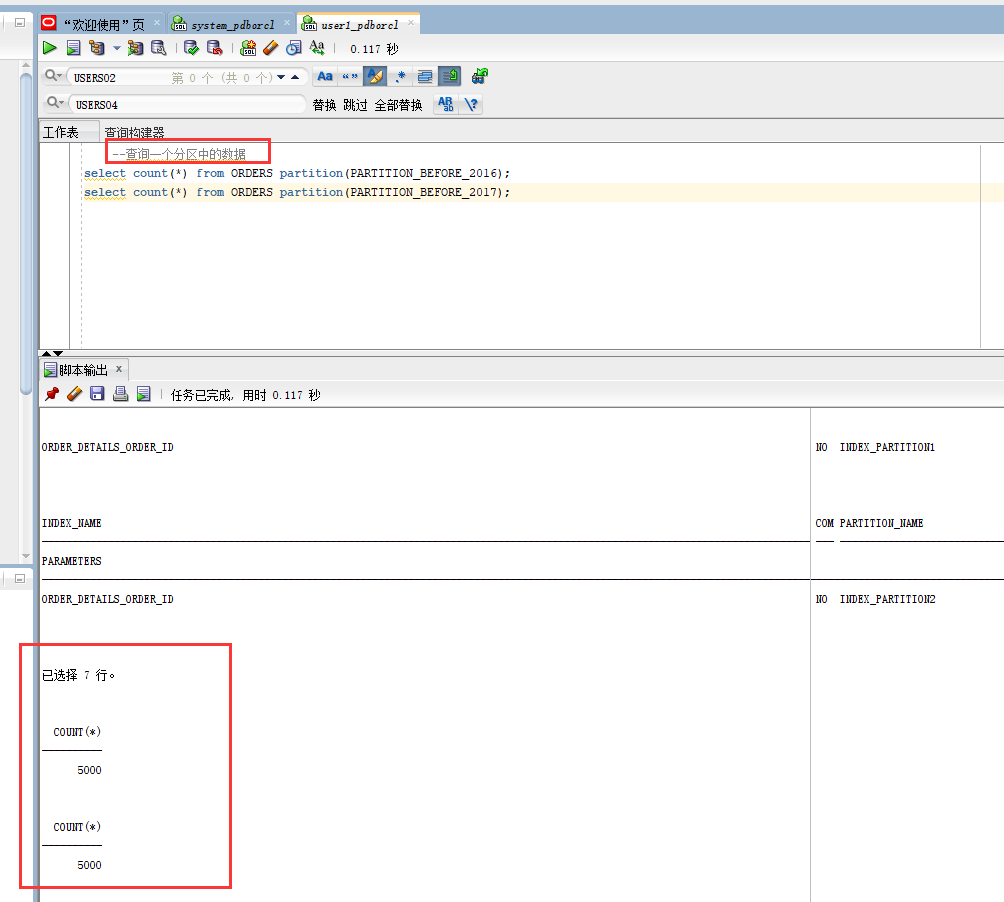 “欢迎使用”页 system_pdborcl user1_pdborcl
0.117 秒
USERS02 第 0 个 (共 0 个) Aa “” .*
USERS04 替换 跳过 全部替换 AB ab \?
工作表 查询构建器
--查询一个分区中的数据
select count(*) from ORDERS partition(PARTITION_BEFORE_2016);
select count(*) from ORDERS partition(PARTITION_BEFORE_2017);
脚本输出 x
任务已完成, 用时 0.117 秒
ORDER_DETAILS_ORDER_ID NO INDEX_PARTITION1
INDEX_NAME COM PARTITION_NAME
PARAMETERS
ORDER_DETAILS_ORDER_ID NO INDEX_PARTITION2
已选择 7 行。
COUNT(*)
5000
COUNT(*)
5000